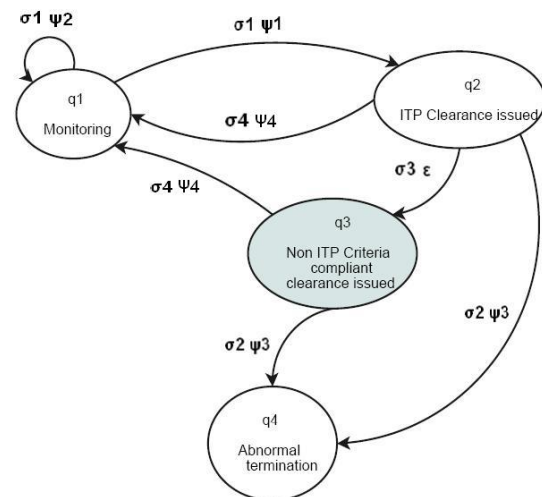 σ1 ψ2
σ1 ψ1
q1
Monitoring
q2
ITP Clearance issued
σ4 Ψ4
σ3 ε
σ4 Ψ4
q3
Non ITP Criteria
compliant
clearance issued
σ2 ψ3
σ2 ψ3
q4
Abnormal
termination